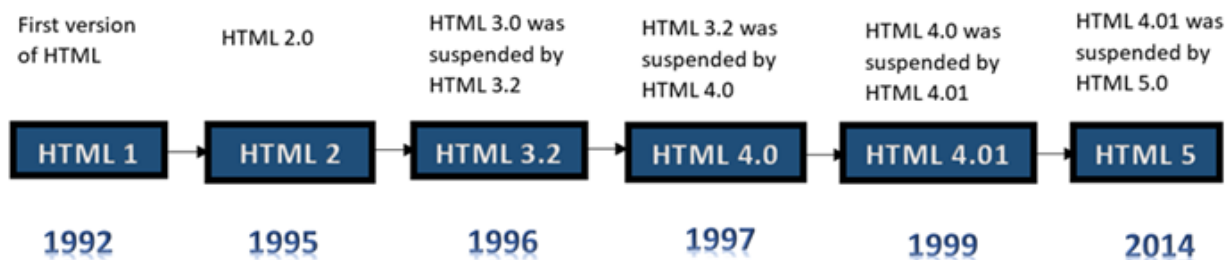 First version
of HTML
HTML 2.0
HTML 3.0 was
suspended by
HTML 3.2
HTML 3.2 was
suspended by
HTML 4.0
HTML 4.0 was
suspended by
HTML 4.01
HTML 4.01 was
suspended by
HTML 5.0
HTML 1
HTML 2
HTML 3.2
HTML 4.0
HTML 4.01
HTML 5
1992
1995
1996
1997
1999
2014